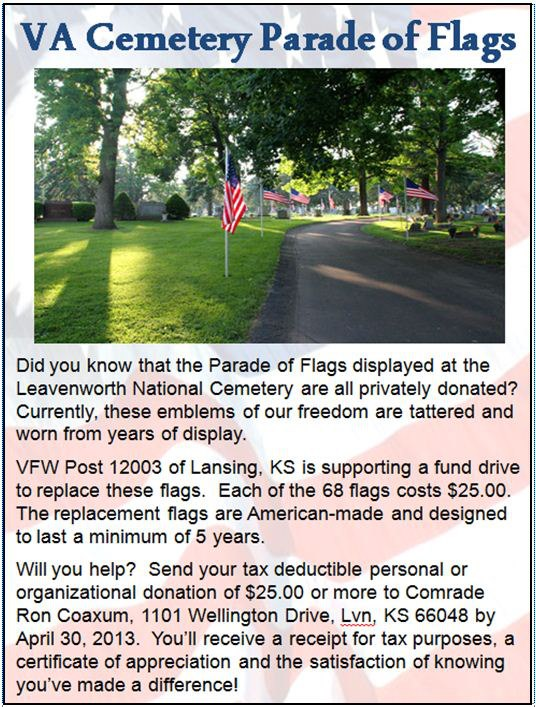 VA Cemetery Parade of Flags
Did you know that the Parade of Flags displayed at the
Leavenworth National Cemetery are all privately donated?
Currently, these emblems of our freedom are tattered and
worn from years of display.
VFW Post 12003 of Lansing, KS is supporting a fund drive
to replace these flags.  Each of the 68 flags costs $25.00.
The replacement flags are American-made and designed
to last a minimum of 5 years.
Will you help?  Send your tax deductible personal or
organizational donation of $25.00 or more to Comrade
Ron Coaxum, 1101 Wellington Drive, Lvn, KS 66048 by
April 30, 2013.  You’ll receive a receipt for tax purposes, a
certificate of appreciation and the satisfaction of knowing
you’ve made a difference!